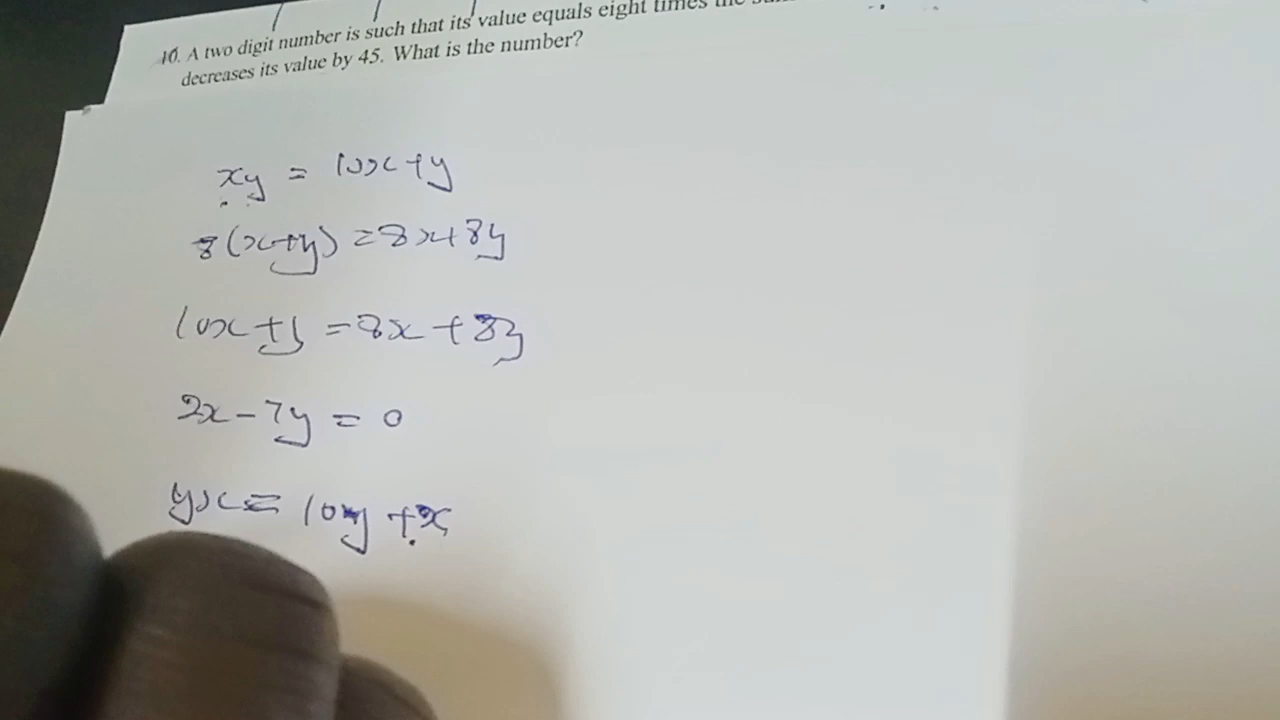 10. A two digit number is such that its value equals eight times the
decreases its value by 45. What is the number?
xy = 10x + y
8(x+y) = 8x + 8y
10x + y = 8x + 8y
2x - 7y = 0
yx = 10y + x